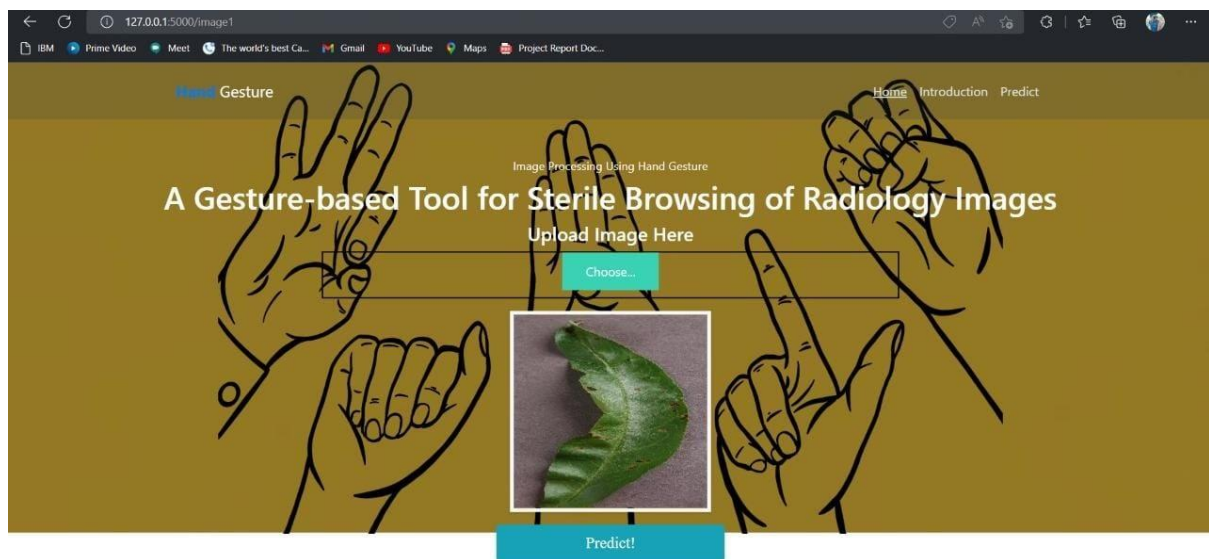 127.0.0.1:5000/image1
IBM Prime Video Meet The world's best Ca... Gmail YouTube Maps Project Report Doc...
Hand Gesture Home Introduction Predict
Image Processing Using Hand Gesture
A Gesture-based Tool for Sterile Browsing of Radiology Images
Upload Image Here
Choose...
Predict!